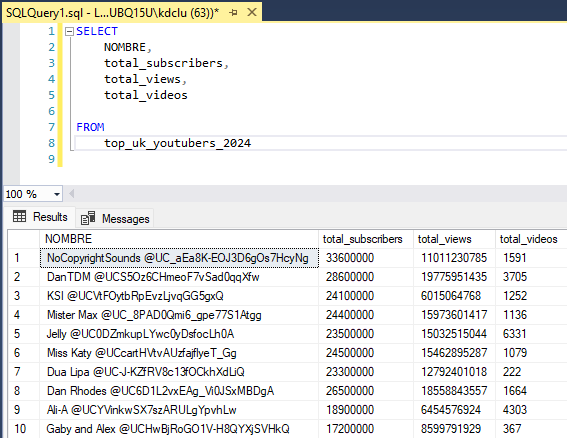 SQLQuery1.sql - L...UBQ15U\kdclu (63))*
1 SELECT
2 NOMBRE,
3 total_subscribers,
4 total_views,
5 total_videos
6
7 FROM
8 top_uk_youtubers_2024
9
100 %
Results Messages
NOMBRE total_subscribers total_views total_videos
1 NoCopyrightSounds @UC_aEa8K-EOJ3D6gOs7HcyNg 33600000 11011230785 1591
2 DanTDM @UCS5Oz6CHmeoF7vSad0qqXfw 28600000 19775951435 3705
3 KSI @UCVtFOytbRpEvzLjvqGG5gxQ 24100000 6015064768 1252
4 Mister Max @UC_8PAD0Qmi6_gpe77S1Atgg 24400000 15973601417 1136
5 Jelly @UC0DZmkupLYwc0yDsfocLh0A 23500000 15032515044 6331
6 Miss Katy @UCcartHVtvAUzfajflyeT_Gg 24500000 15462895287 1079
7 Dua Lipa @UC-J-KZfRV8c13fOCkhXdLiQ 23300000 12792401018 222
8 Dan Rhodes @UC6D1L2vxEAg_Vi0JSxMBDgA 26500000 18558843557 1664
9 Ali-A @UCYVinkwSX7szARULgYpvhLw 18900000 6454576924 4303
10 Gaby and Alex @UCHwBjRoGO1V-H8QYXjSVHkQ 17200000 8599791929 367